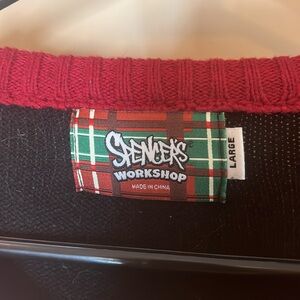 SPENCER'S
WORKSHOP
MADE IN CHINA
LARGE